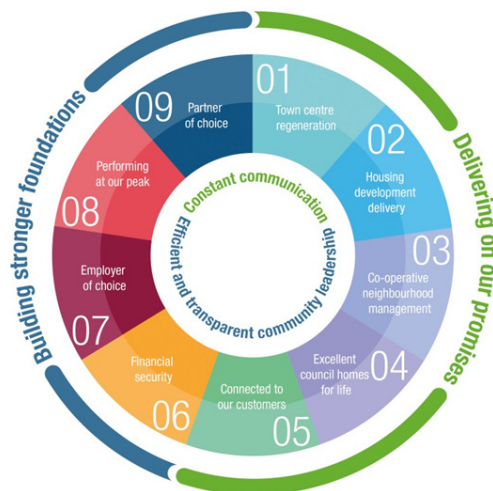 Building stronger foundations
Delivering on our promises
01
Town centre
regeneration
02
Housing
development
delivery
03
Co-operative
neighbourhood
management
04
Excellent
council homes
for life
05
Connected to
our customers
06
Financial
security
07
Employer
of choice
08
Performing
at our peak
09
Partner
of choice
Constant communication
Efficient and transparent community leadership